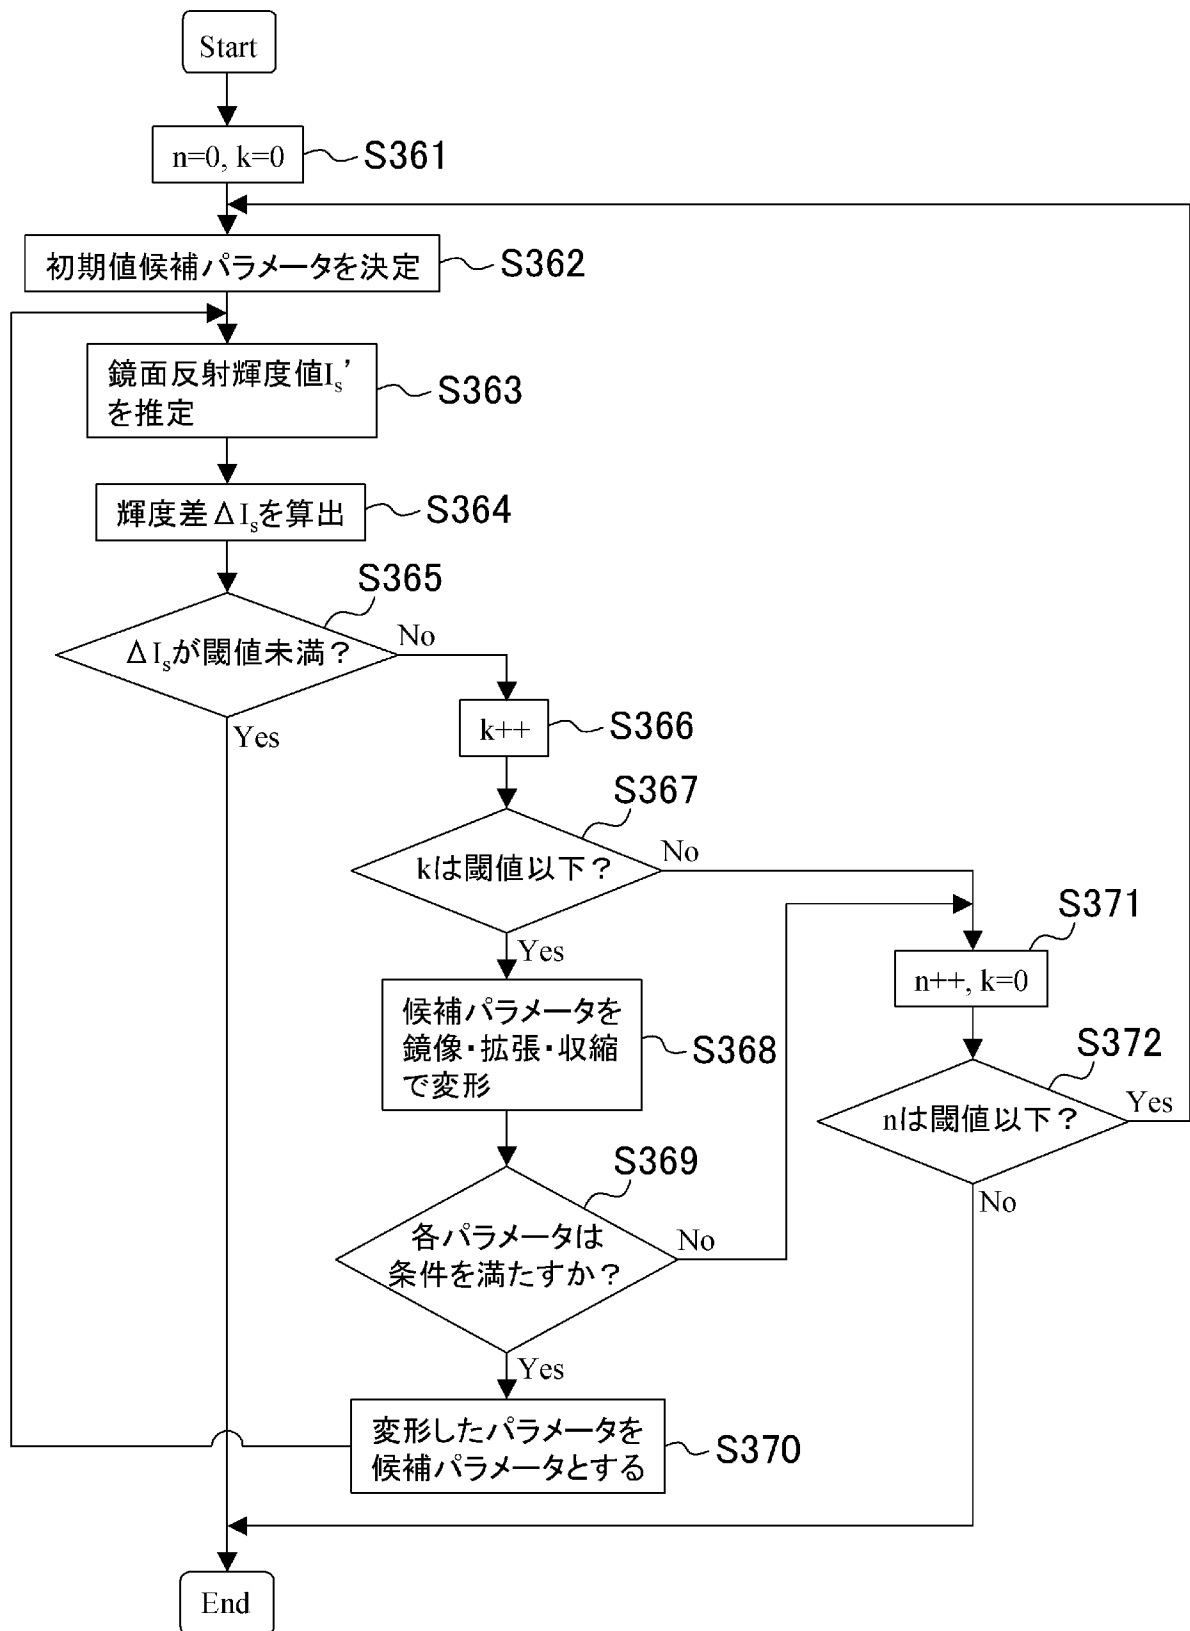 Start
n=0, k=0
S361
初期値候補パラメータを決定
S362
鏡面反射輝度値Is’
を推定
S363
輝度差ΔIsを算出
S364
S365
ΔIsが閾値未満？
No
Yes
k++
S366
S367
kは閾値以下？
No
Yes
S371
n++, k=0
候補パラメータを
鏡像・拡張・収縮
で変形
S368
S372
nは閾値以下？
Yes
No
S369
各パラメータは
条件を満たすか？
No
Yes
変形したパラメータを
候補パラメータとする
S370
End